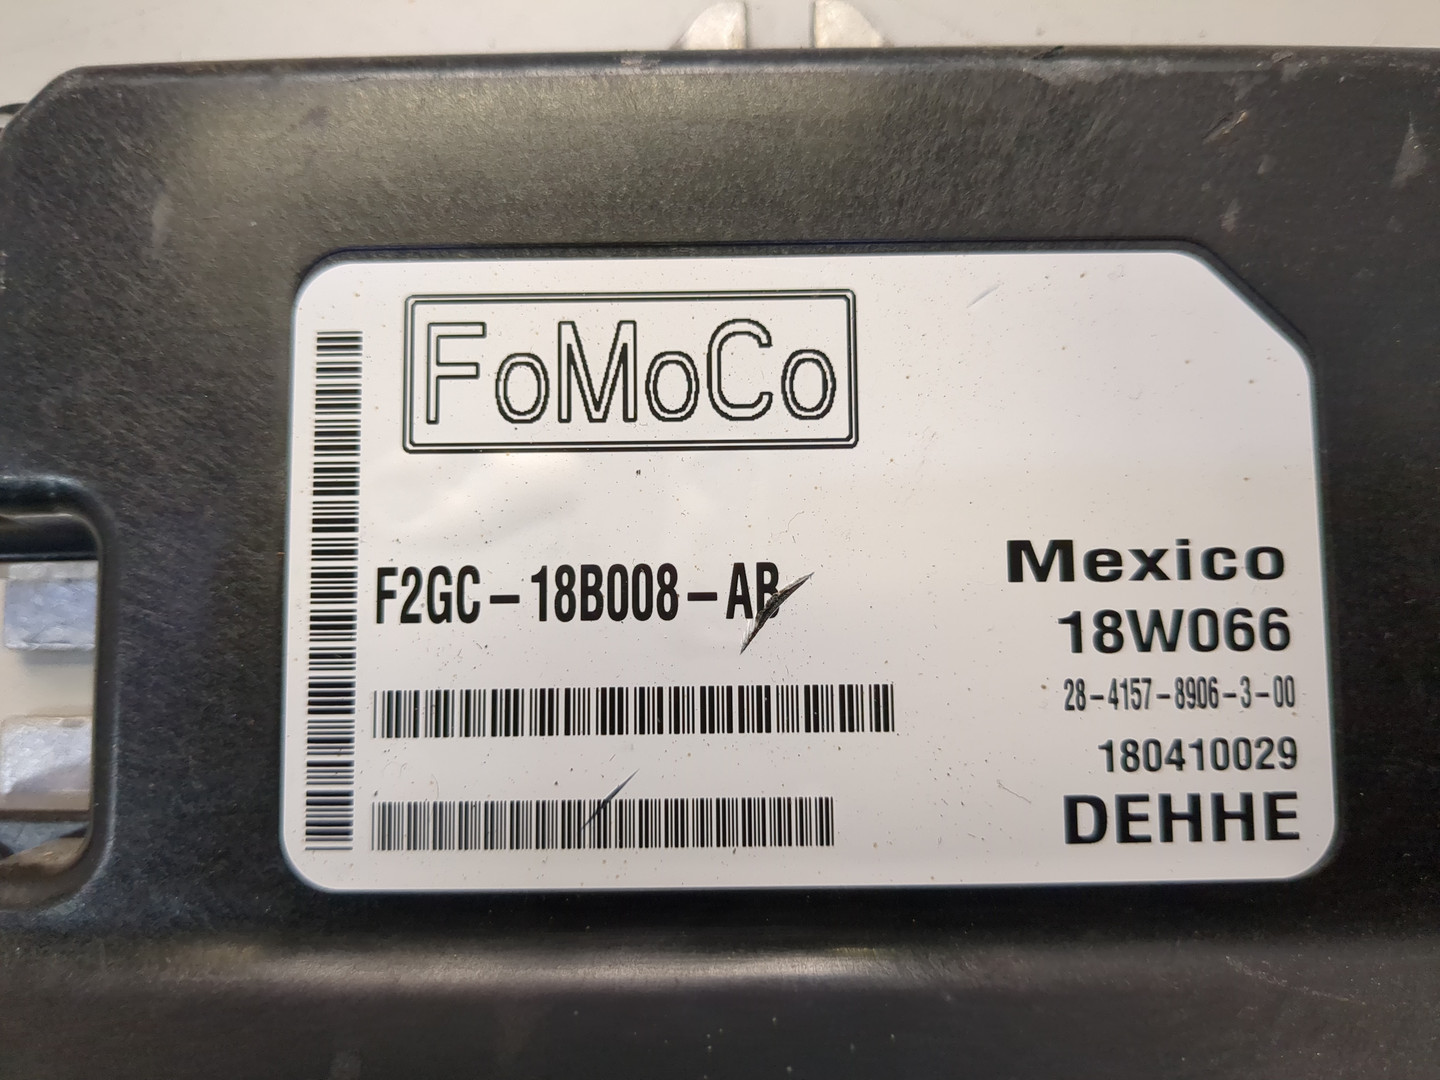 FoMoCo
F2GC-18B008-AB
Mexico
18W066
28-4157-8906-3-00
180410029
DEHHE